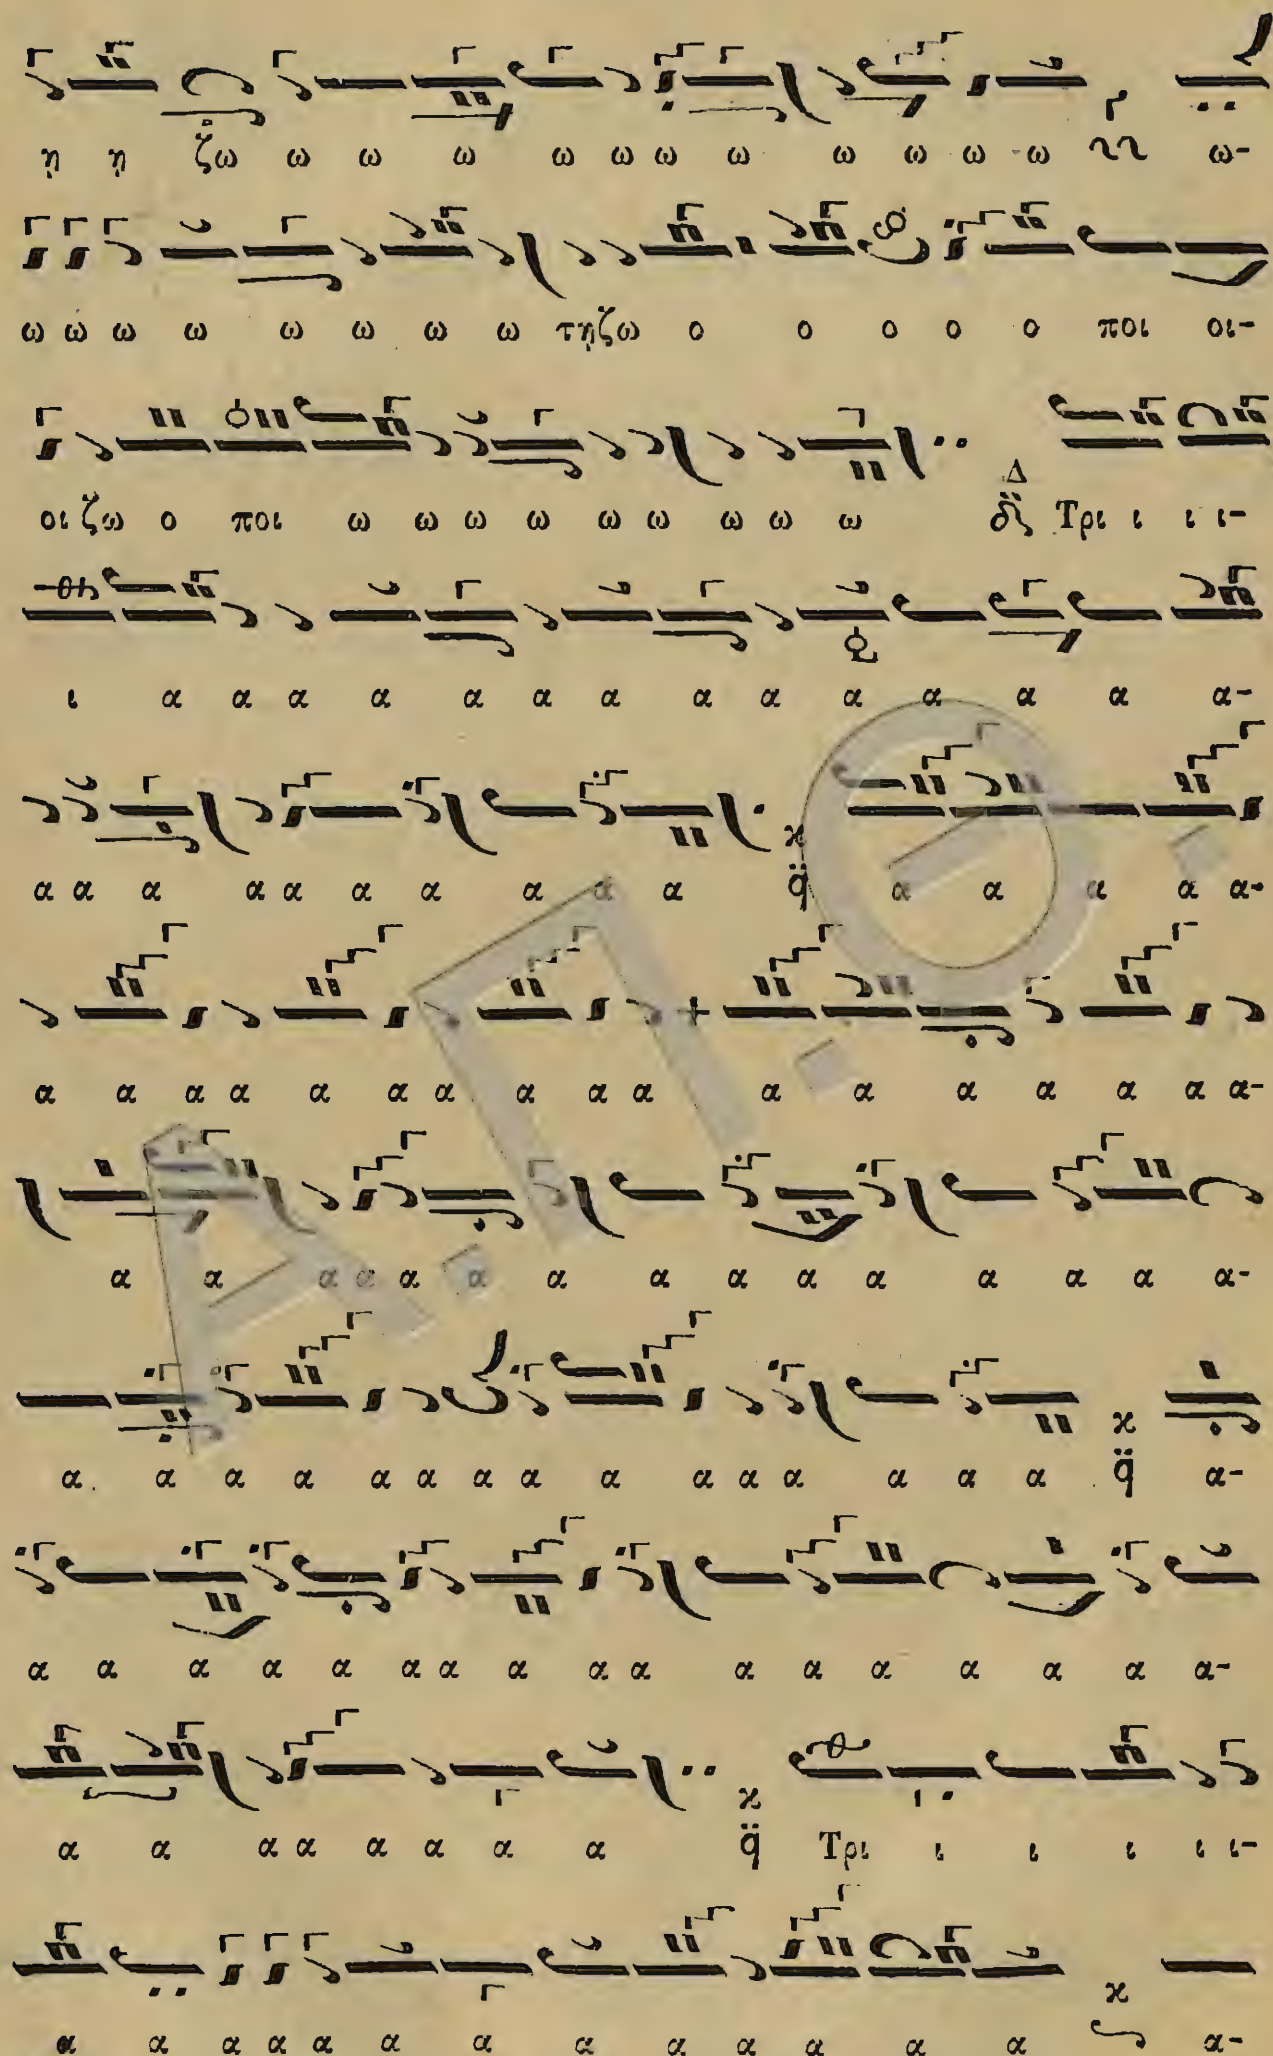 η η ζω ω ω ω ω ω ω ω ω ω ω ω ω-
ω ω ω ω ω ω ω ω τηζω ο ο ο ο ο ποι οι-
οι ζω ο ποι ω ω ω ω ω ω ω ω ω Δ Τρι ι ι ι-
ι α α α α α α α α α α α α α α-
α α α α α α α α α α ϰ q̈ α α α α α-
α α α α α α α α α α α α α α α α α-
α α α α α α α α α α α α α α α-
α α α α α α α α α α α α α α α ϰ q̈ α-
α α α α α α α α α α α α α α α α α-
α α α α α α α α ϰ q̈ Τρι ι ι ι ι ι-
α α α α α α α α α α α α α ϰ α-